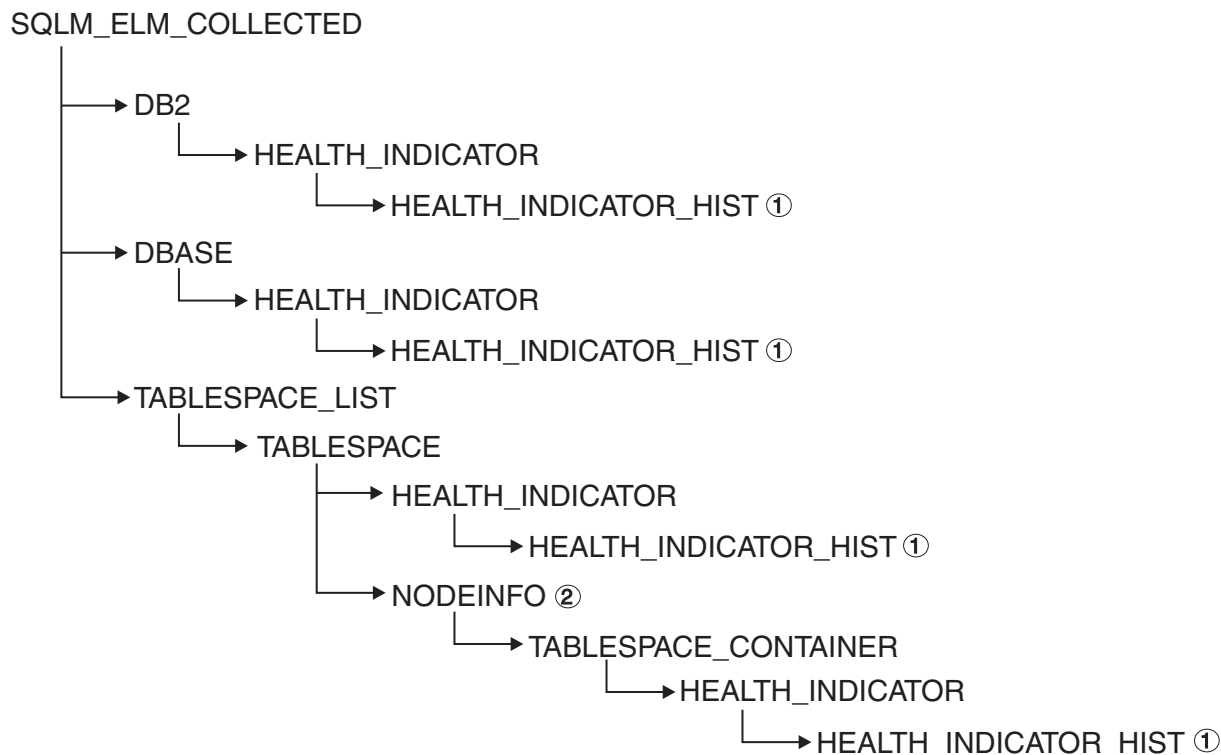 SQLM_ELM_COLLECTED
DB2
HEALTH_INDICATOR
HEALTH_INDICATOR_HIST ①
DBASE
HEALTH_INDICATOR
HEALTH_INDICATOR_HIST ①
TABLESPACE_LIST
TABLESPACE
HEALTH_INDICATOR
HEALTH_INDICATOR_HIST ①
NODEINFO ②
TABLESPACE_CONTAINER
HEALTH_INDICATOR
HEALTH_INDICATOR_HIST ①